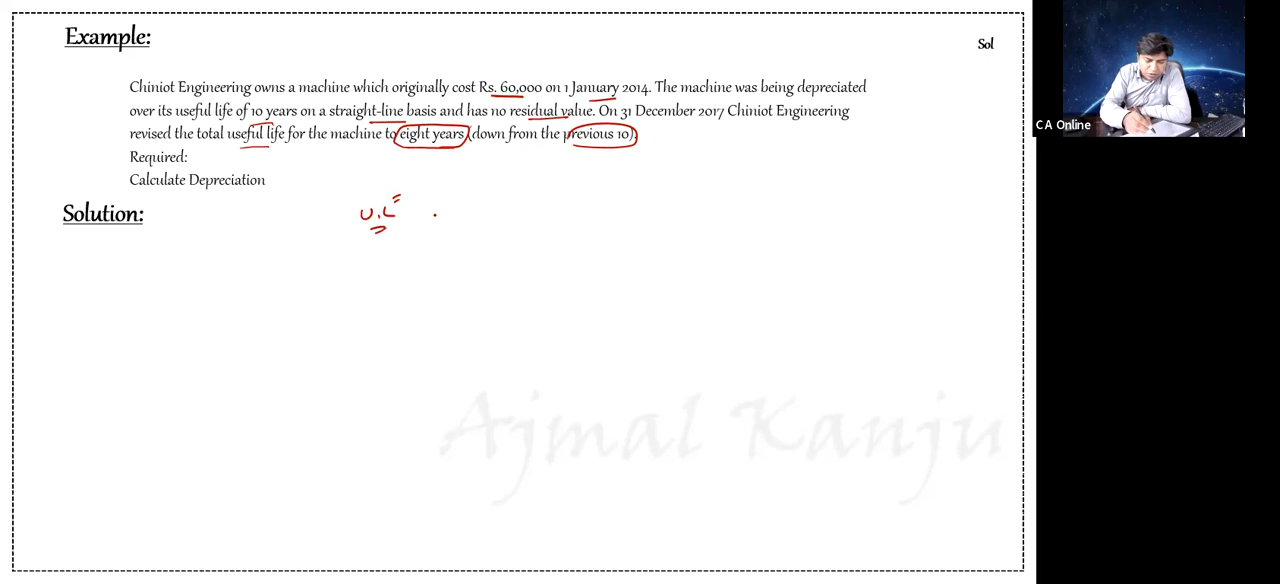 Example:
Sol
Chiniot Engineering owns a machine which originally cost Rs. 60,000 on 1 January 2014. The machine was being depreciated
over its useful life of 10 years on a straight-line basis and has no residual value. On 31 December 2017 Chiniot Engineering
revised the total useful life for the machine to eight years (down from the previous 10).
Required:
Calculate Depreciation
Solution:
U.L
C A Online
Ajmal Kanju